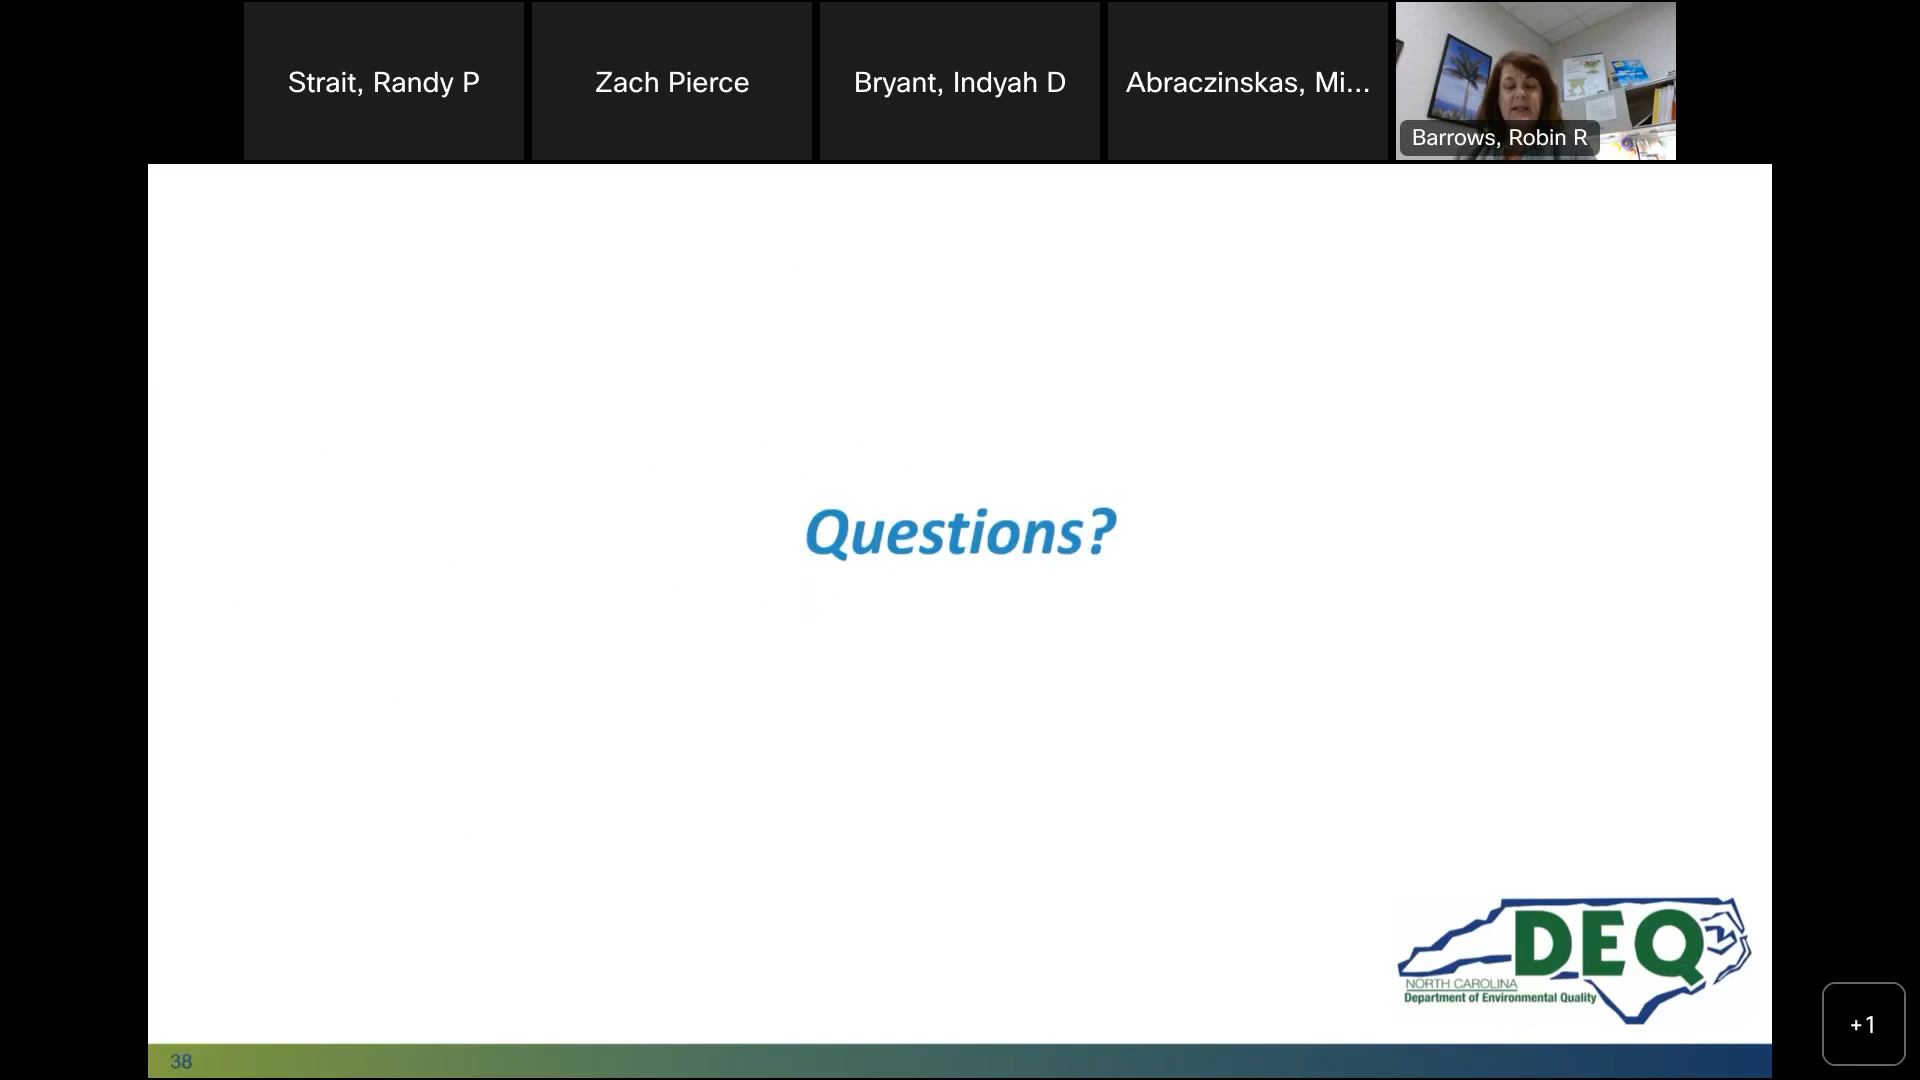 Strait, Randy P
Zach Pierce
Bryant, Indyah D
Abraczinskas, Mi...
Barrows, Robin R
Questions?
DEQ
NORTH CAROLINA
Department of Environmental Quality
38
+1